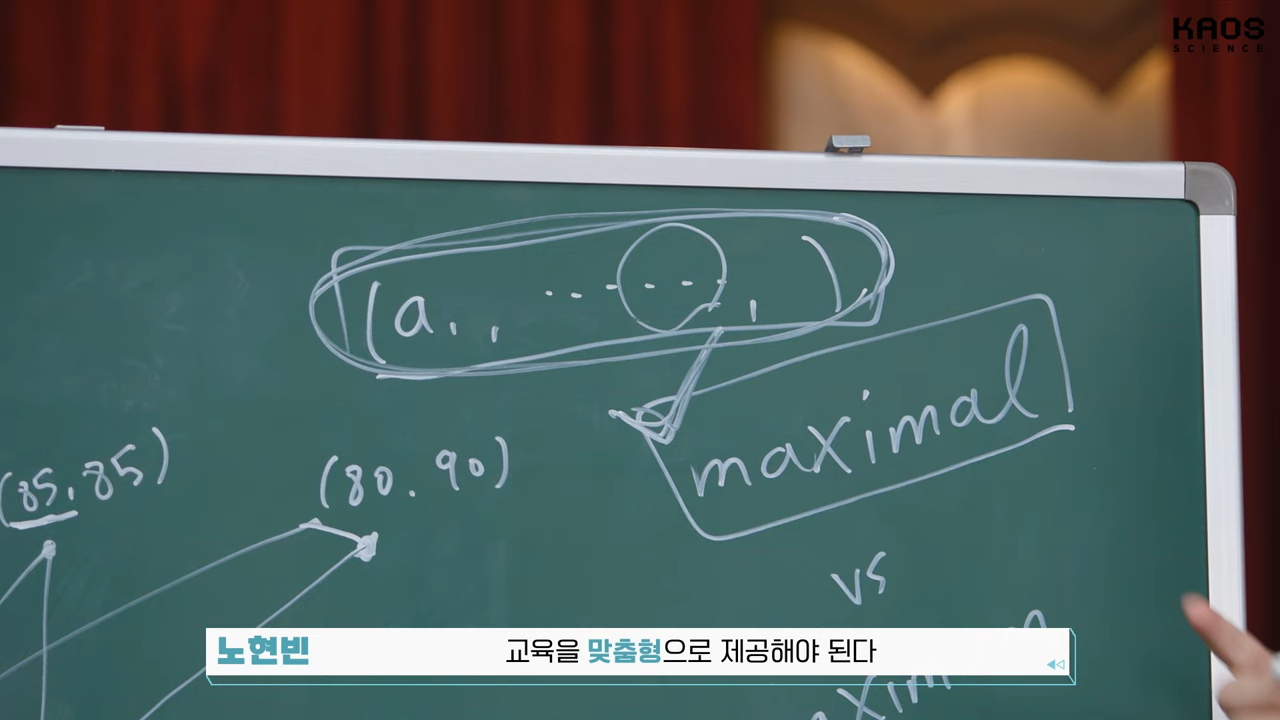 KAOS
SCIENCE
(a, , ... ... , )
(85, 85)
(80, 90)
maximal
vs
노현빈
교육을 맞춤형으로 제공해야 된다